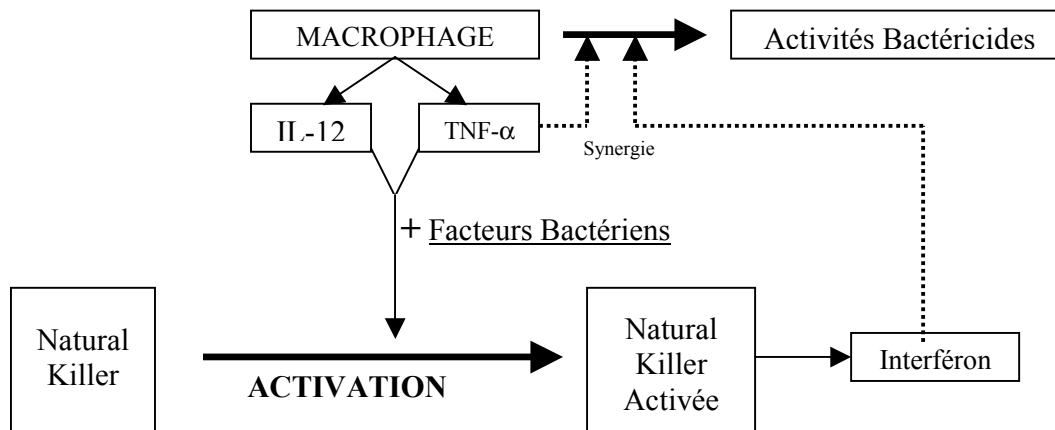 MACROPHAGE
Activités Bactéricides
IL-12
TNF-α
Synergie
+ Facteurs Bactériens
Natural
Killer
ACTIVATION
Natural
Killer
Activée
Interféron